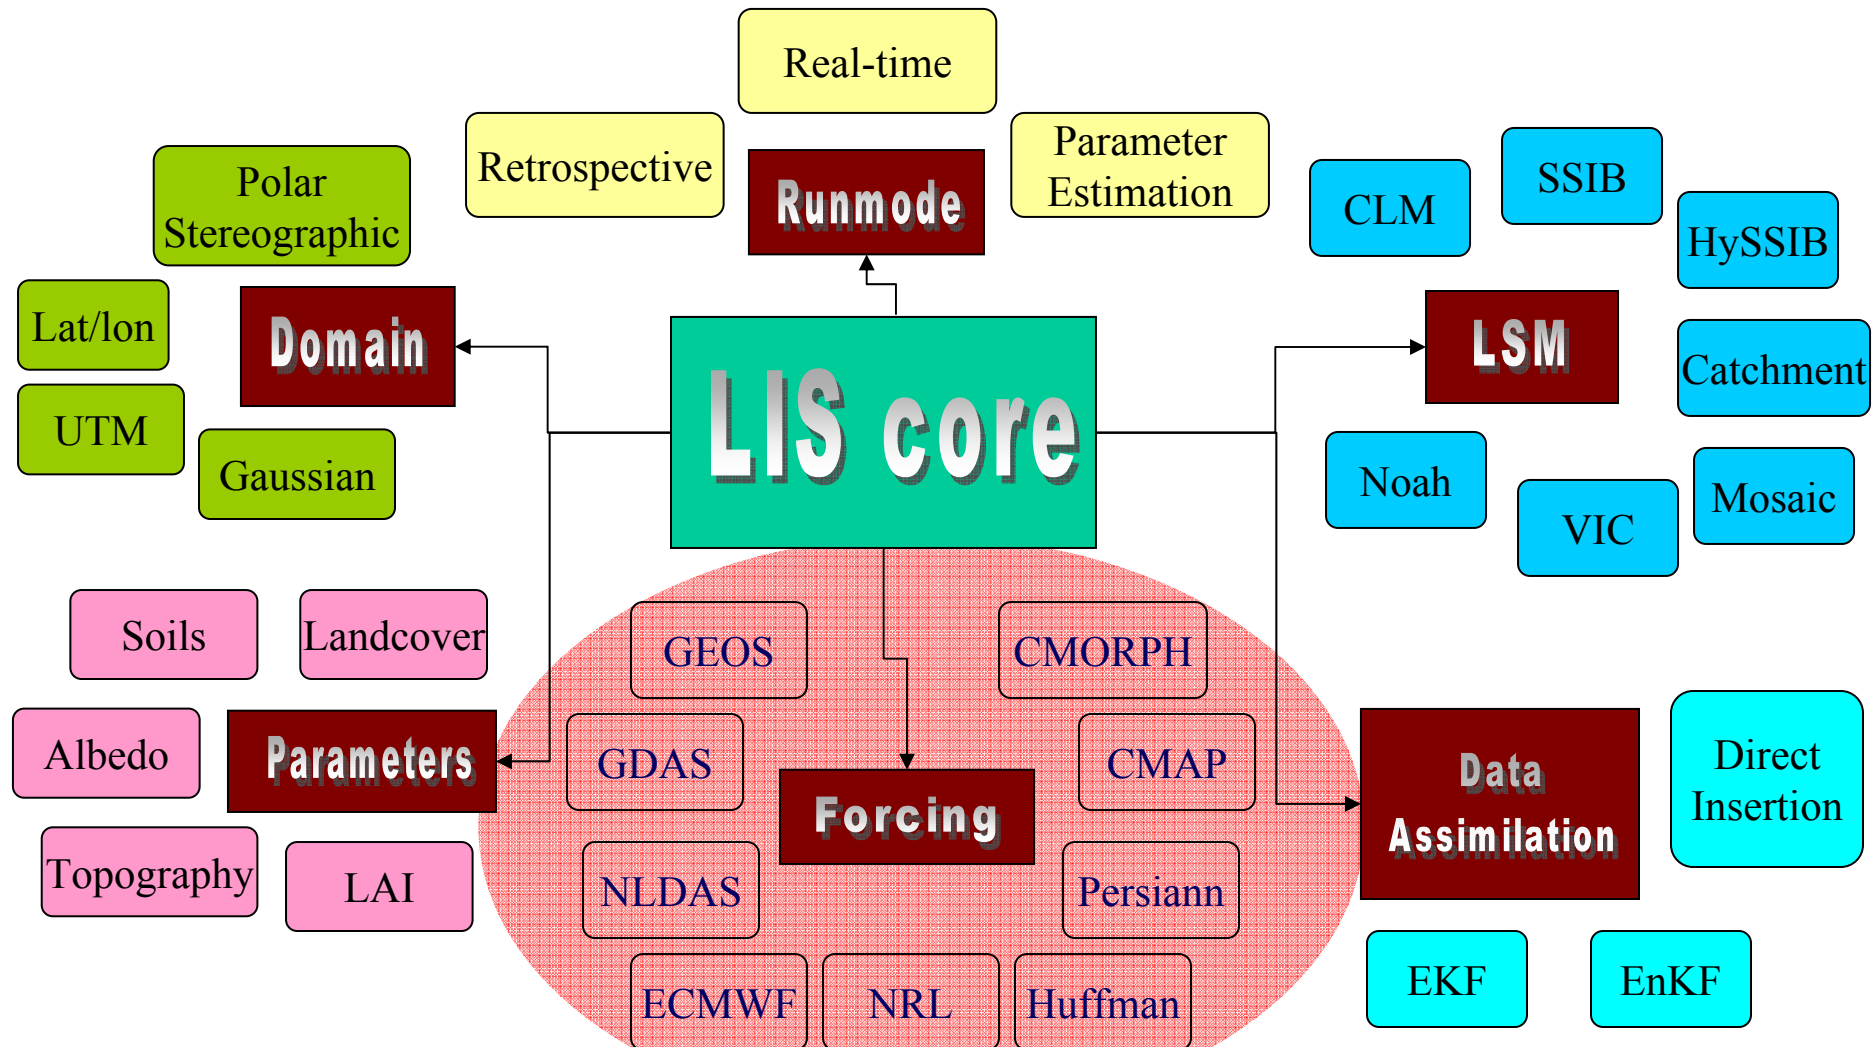 Real-time
Retrospective
Parameter
Estimation
Runmode
Polar
Stereographic
Lat/lon
Domain
UTM
Gaussian
LIS core
CLM
SSIB
HySSIB
LSM
Catchment
Noah
VIC
Mosaic
Soils
Landcover
Albedo
Parameters
Topography
LAI
GEOS
CMORPH
GDAS
CMAP
Forcing
NLDAS
Persiann
ECMWF
NRL
Huffman
Data
Assimilation
Direct
Insertion
EKF
EnKF